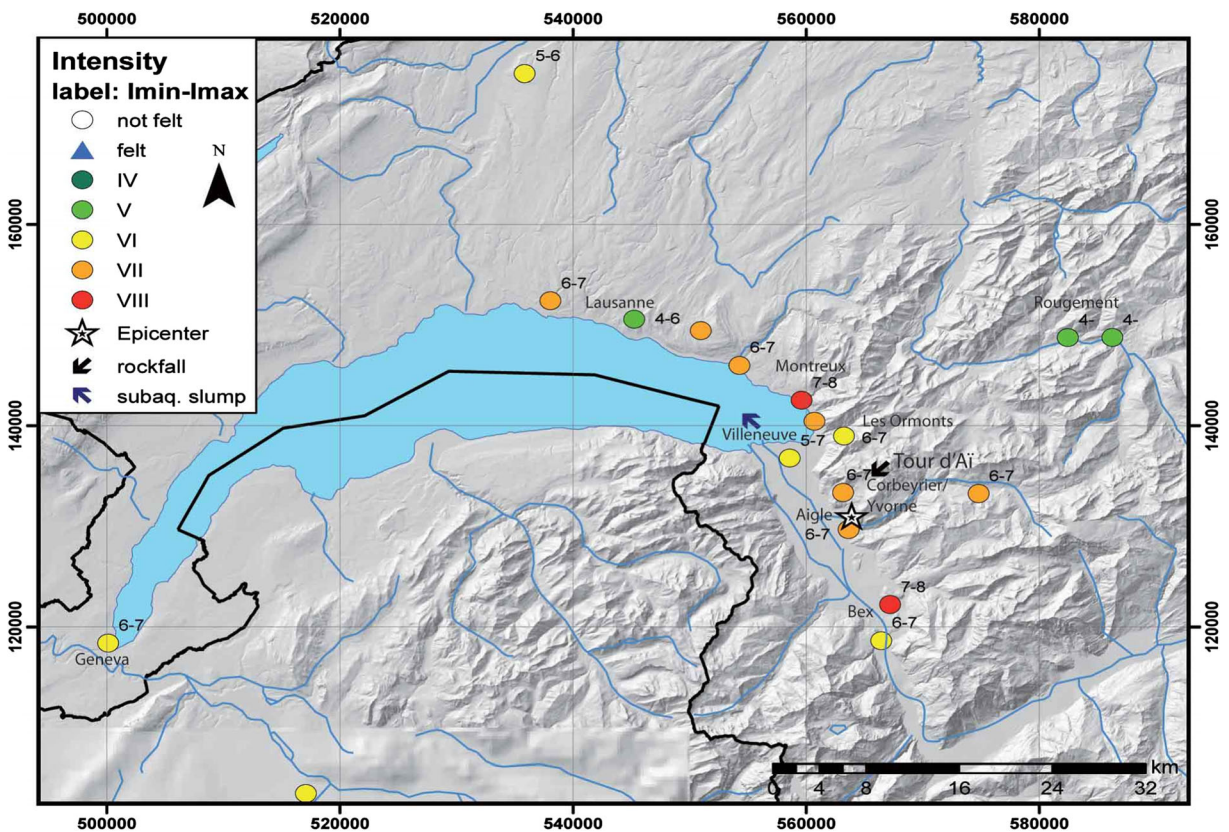 500000 520000 540000 560000 580000
Intensity
label: Imin-Imax
not felt
felt
IV
V
VI
VII
VIII
Epicenter
rockfall
subaq. slump
N
5-6
160000 160000
6-7
Lausanne
4-6
Rougement
4- 4-
6-7
Montreux
7-8
140000 140000
Villeneuve
5-7
Les Ormonts
6-7
Tour d'Aï
6-7
Corbeyrier/
Yvorne
6-7
Aigle
6-7
7-8
Bex
6-7
120000 120000
6-7
Geneva
km
0 4 8 16 24 32
500000 520000 540000 560000 580000